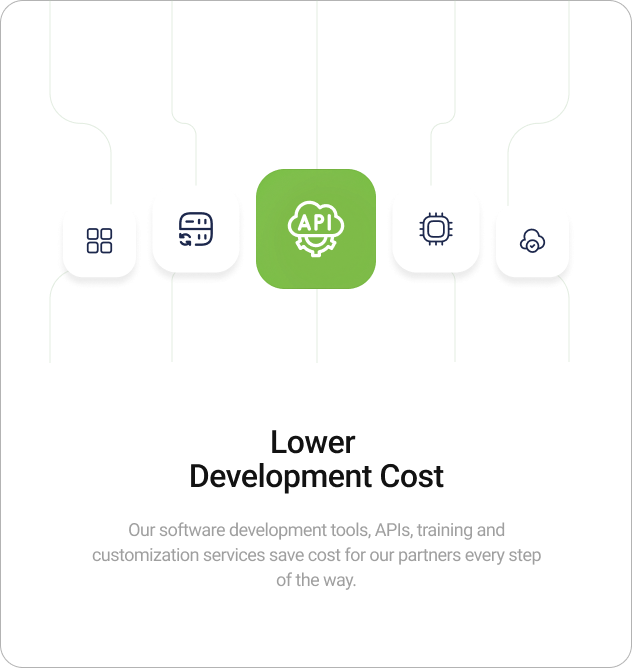 API
Lower
Development Cost
Our software development tools, APIs, training and
customization services save cost for our partners every step
of the way.